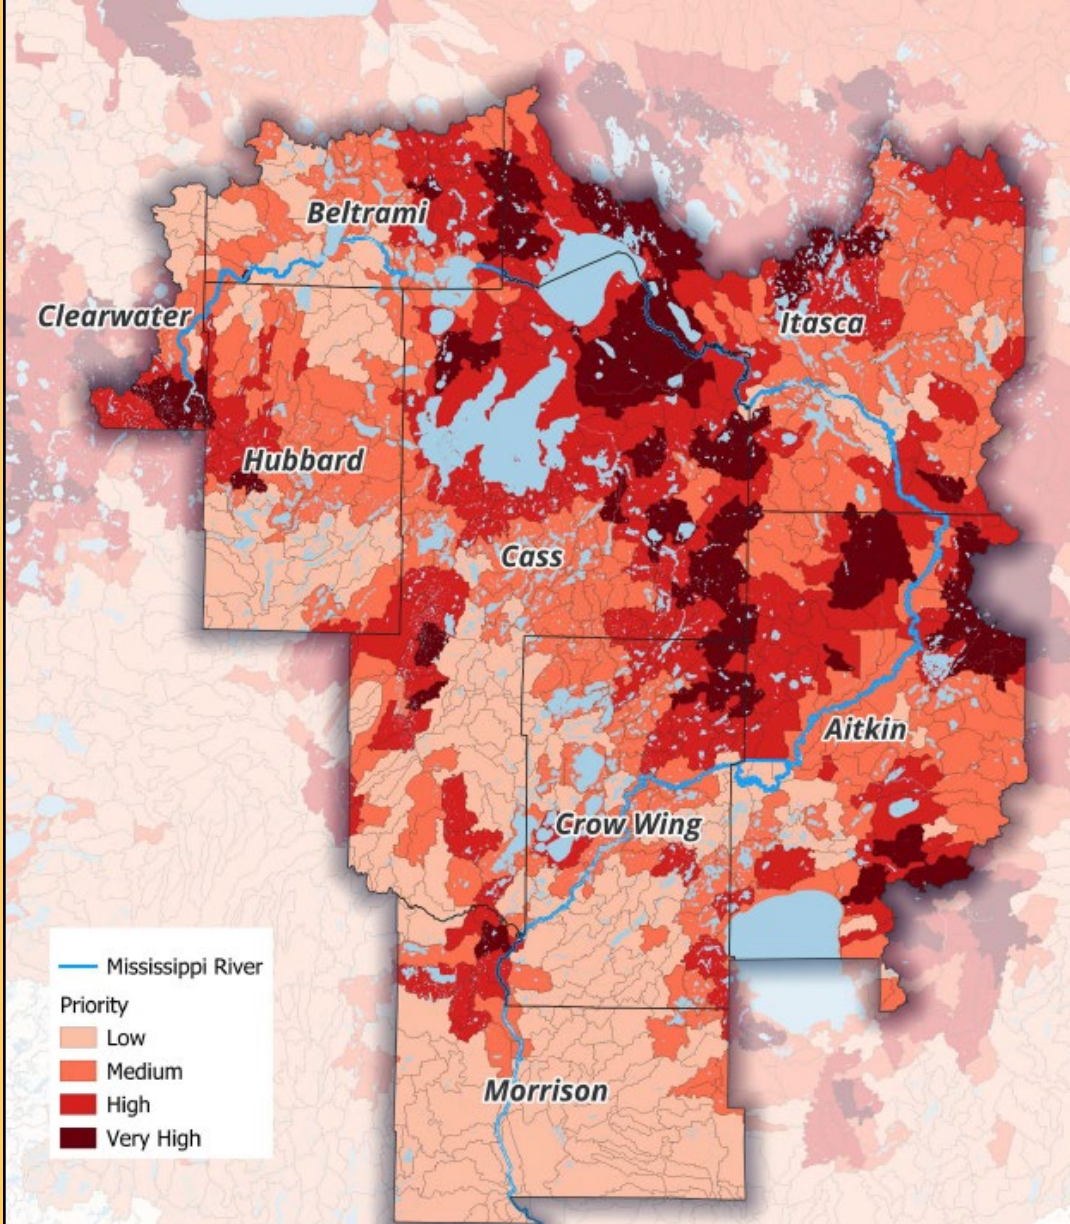 Beltrami
Clearwater
Itasca
Hubbard
Cass
Aitkin
Crow Wing
Mississippi River
Priority
Low
Medium
High
Very High
Morrison